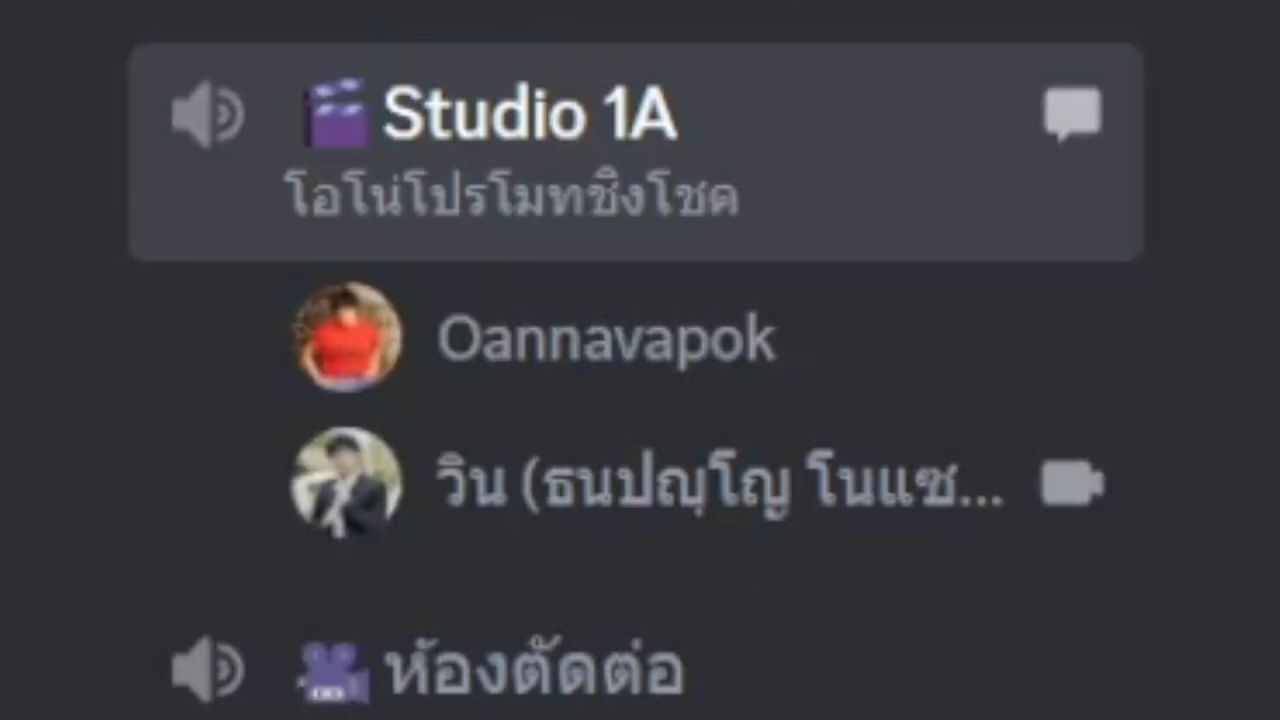 Studio 1A
โอโน่โปรโมทชิงโชค
Oannavapok
วิน (ธนปญฺโญ โนแซ...
ห้องตัดต่อ